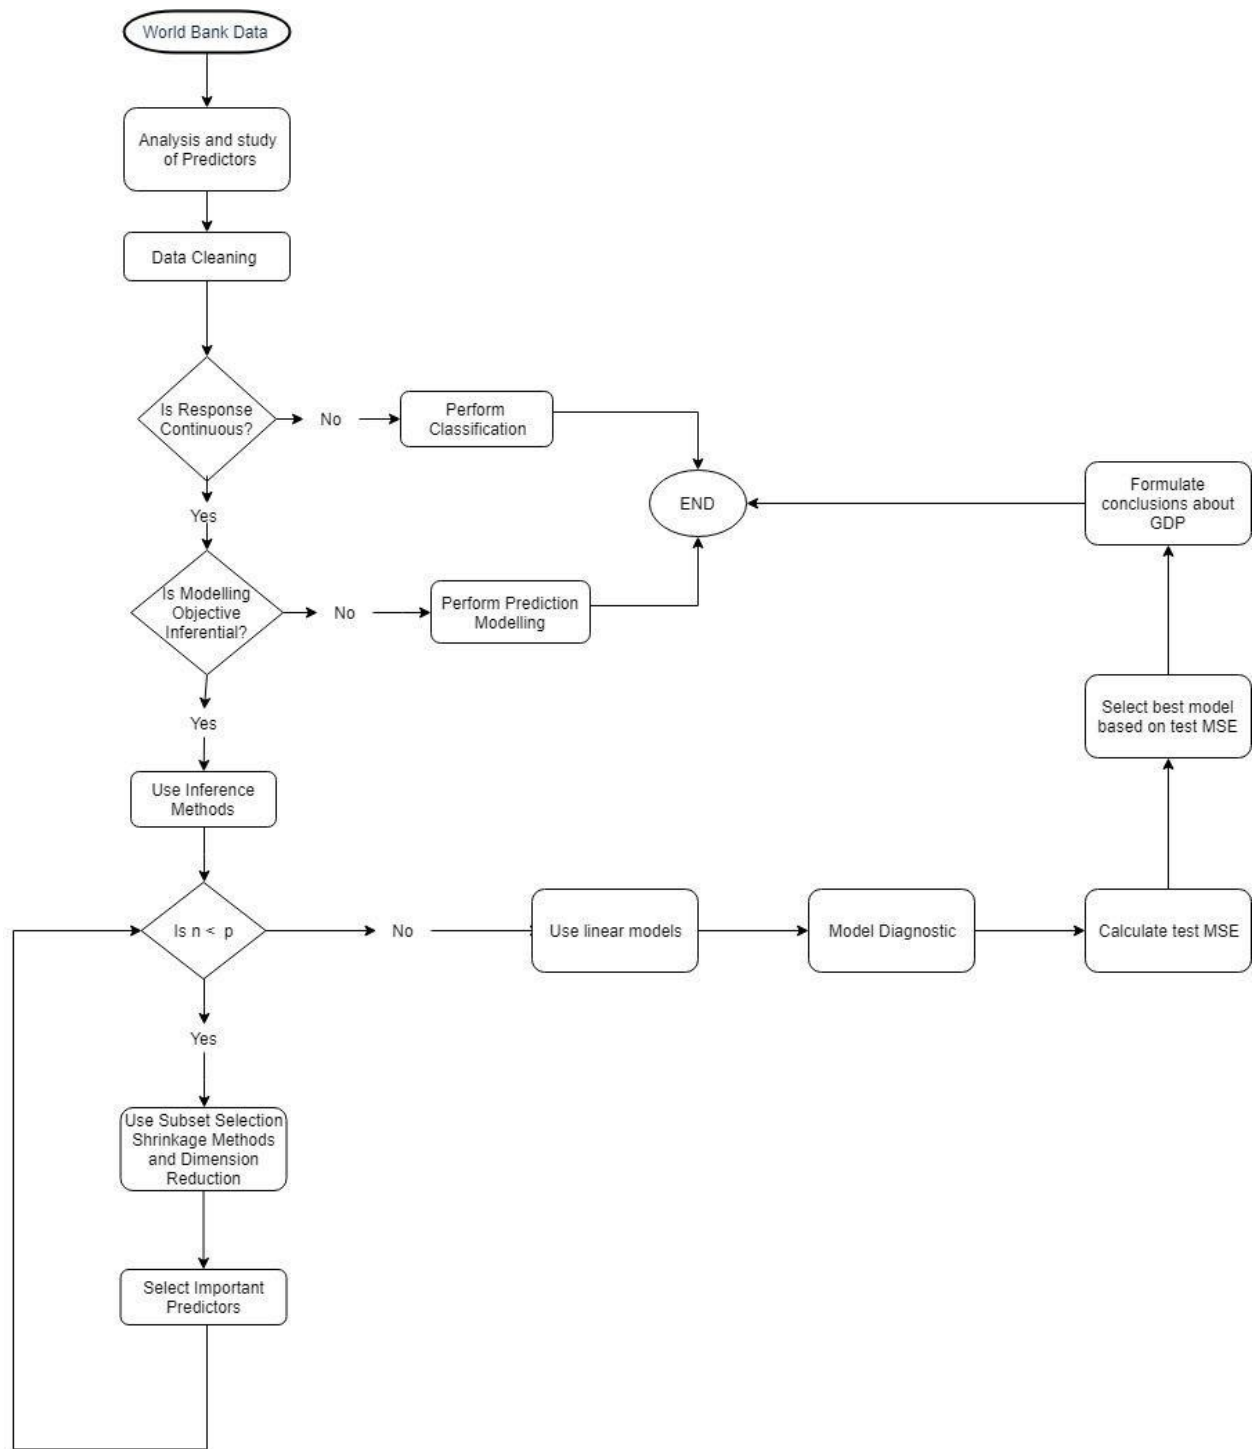 World Bank Data
Analysis and study
of Predictors
Data Cleaning
Is Response
Continuous?
No
Perform
Classification
Yes
END
Formulate
conclusions about
GDP
Is Modelling
Objective
Inferential?
No
Perform Prediction
Modelling
Yes
Select best model
based on test MSE
Use Inference
Methods
Is n < p
No
Use linear models
Model Diagnostic
Calculate test MSE
Yes
Use Subset Selection
Shrinkage Methods
and Dimension
Reduction
Select Important
Predictors